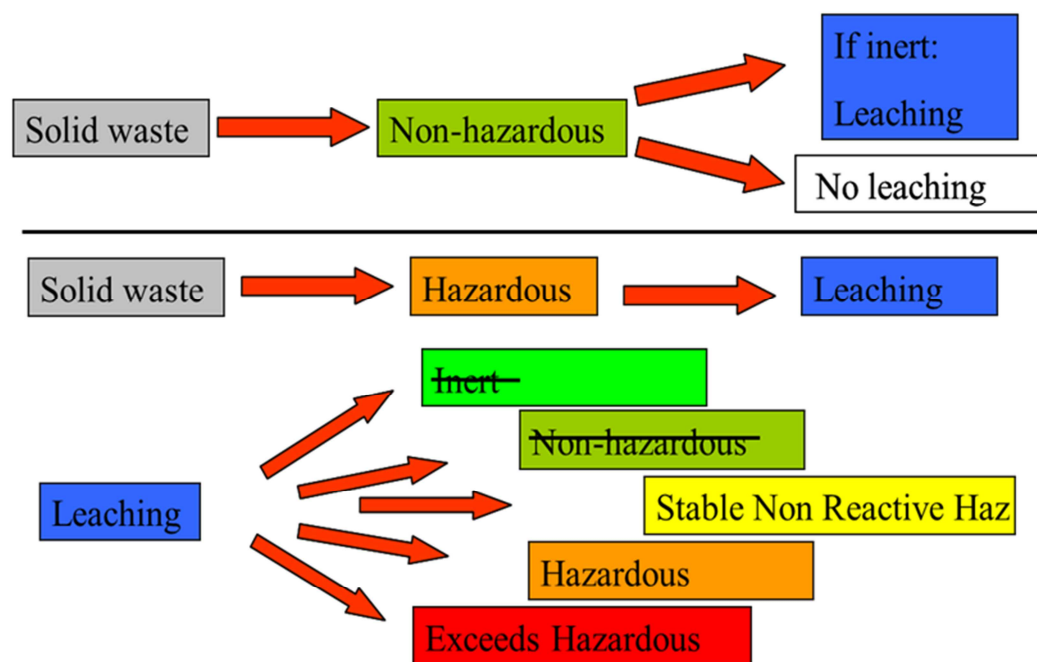 Solid waste
Non-hazardous
If inert:
Leaching
No leaching
Solid waste
Hazardous
Leaching
Inert
Non-hazardous
Leaching
Stable Non Reactive Haz
Hazardous
Exceeds Hazardous